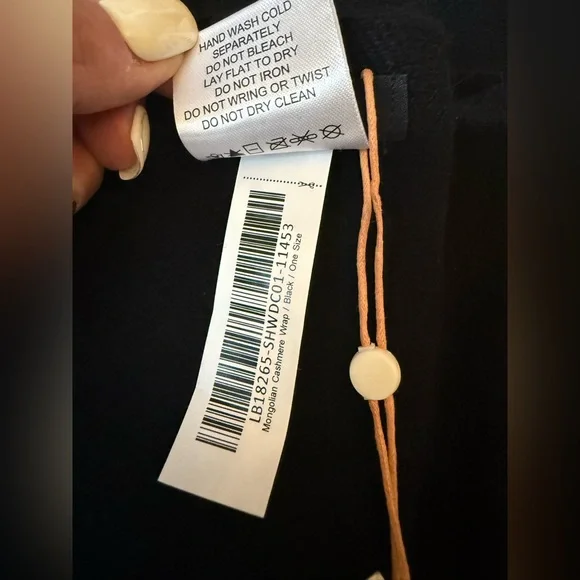 HAND WASH COLD
SEPARATELY
DO NOT BLEACH
LAY FLAT TO DRY
DO NOT IRON
DO NOT WRING OR TWIST
DO NOT DRY CLEAN
LB18265-SHWDC01-11453
Mongolian Cashmere Wrap / Black / One Size